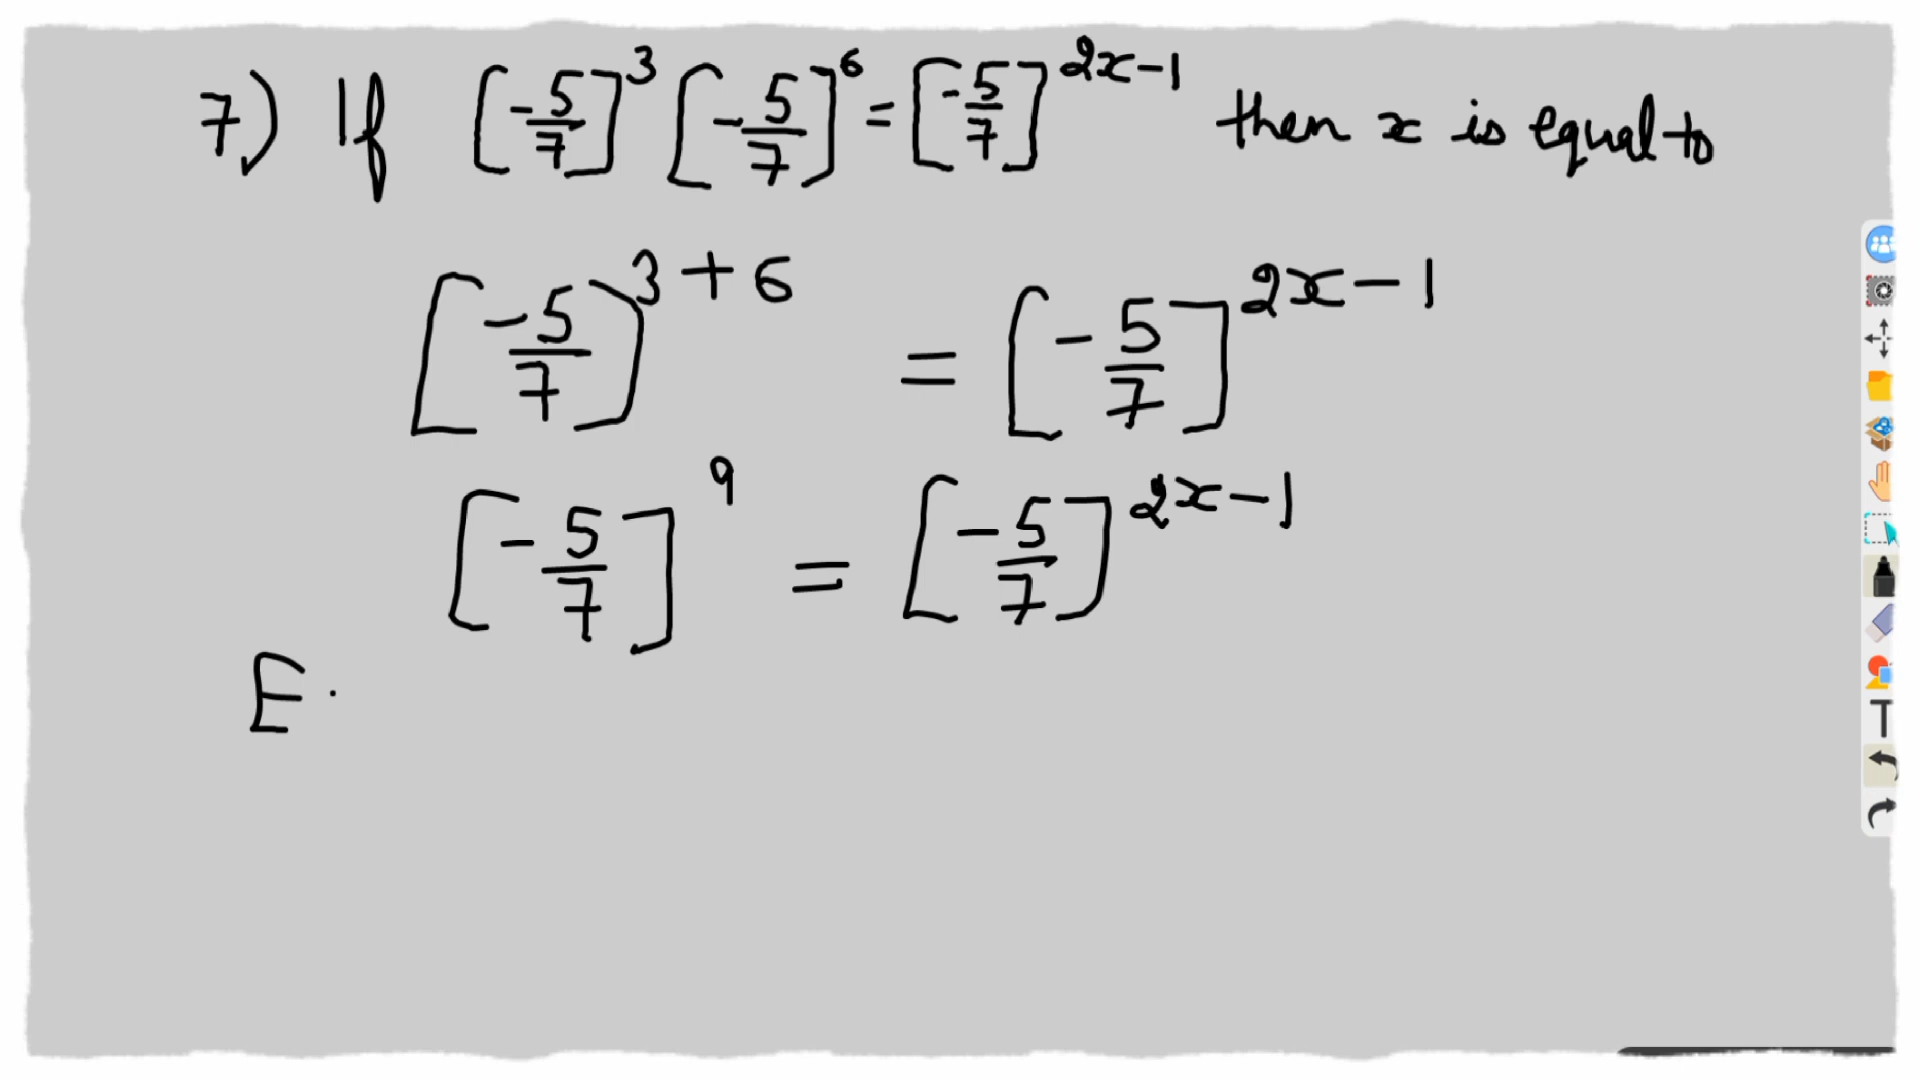 7) If [-5/7]^3 [-5/7]^6 = [-5/7]^2x-1 then x is equal to
[-5/7]^3+6 = [-5/7]^2x-1
[-5/7]^9 = [-5/7]^2x-1
E.
T